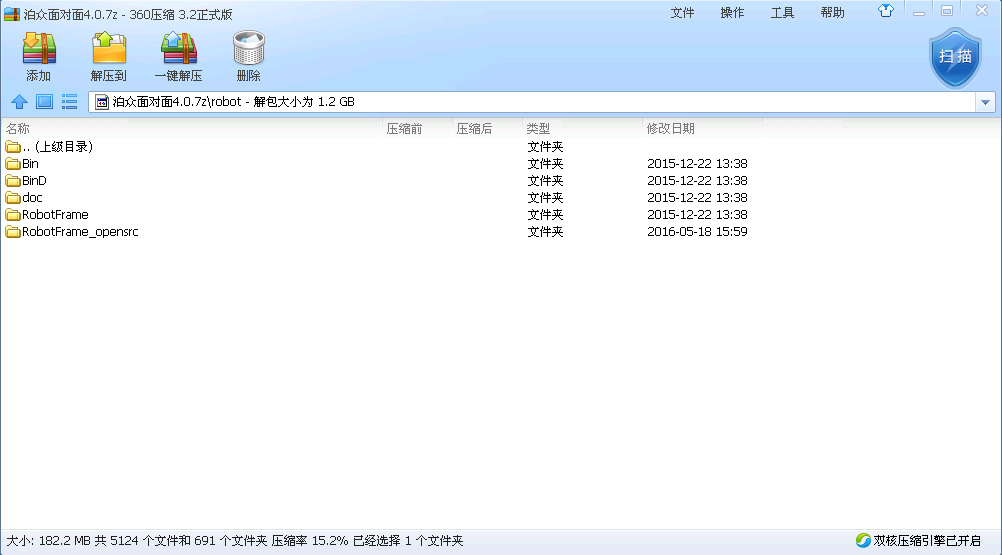 泊众面对面4.0.7z - 360压缩 3.2正式版 文件 操作 工具 帮助
添加 解压到 一键解压 删除 扫描
泊众面对面4.0.7z\robot - 解包大小为 1.2 GB
名称 压缩前 压缩后 类型 修改日期
.. (上级目录) 文件夹
Bin 文件夹 2015-12-22 13:38
BinD 文件夹 2015-12-22 13:38
doc 文件夹 2015-12-22 13:38
RobotFrame 文件夹 2015-12-22 13:38
RobotFrame_opensrc 文件夹 2016-05-18 15:59
大小: 182.2 MB 共 5124 个文件和 691 个文件夹 压缩率 15.2% 已经选择 1 个文件夹 双核压缩引擎已开启